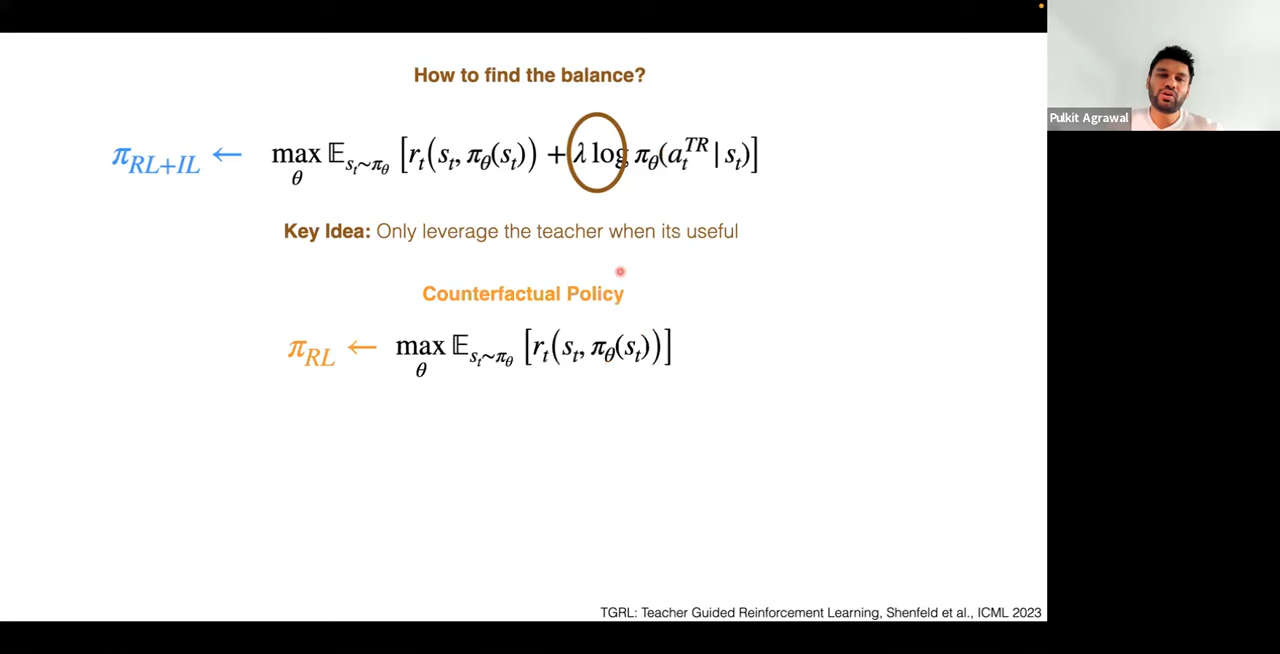 How to find the balance?
π_{RL+IL} ← max_θ 𝔼_{s_t∼π_θ} [r_t(s_t, π_θ(s_t)) + λ log π_θ(a_t^{TR} | s_t)]
Key Idea: Only leverage the teacher when its useful
Counterfactual Policy
π_{RL} ← max_θ 𝔼_{s_t∼π_θ} [r_t(s_t, π_θ(s_t))]
TGRL: Teacher Guided Reinforcement Learning, Shenfeld et al., ICML 2023
Pulkit Agrawal